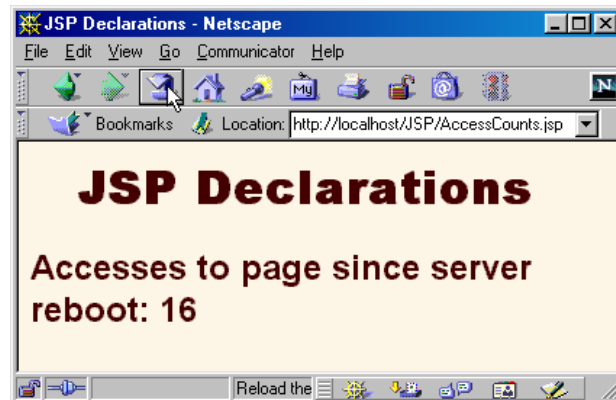 JSP Declarations - Netscape
File Edit View Go Communicator Help
My N
Bookmarks Location: http://localhost/JSP/AccessCounts.jsp
JSP Declarations
Accesses to page since server
reboot: 16
Reload the